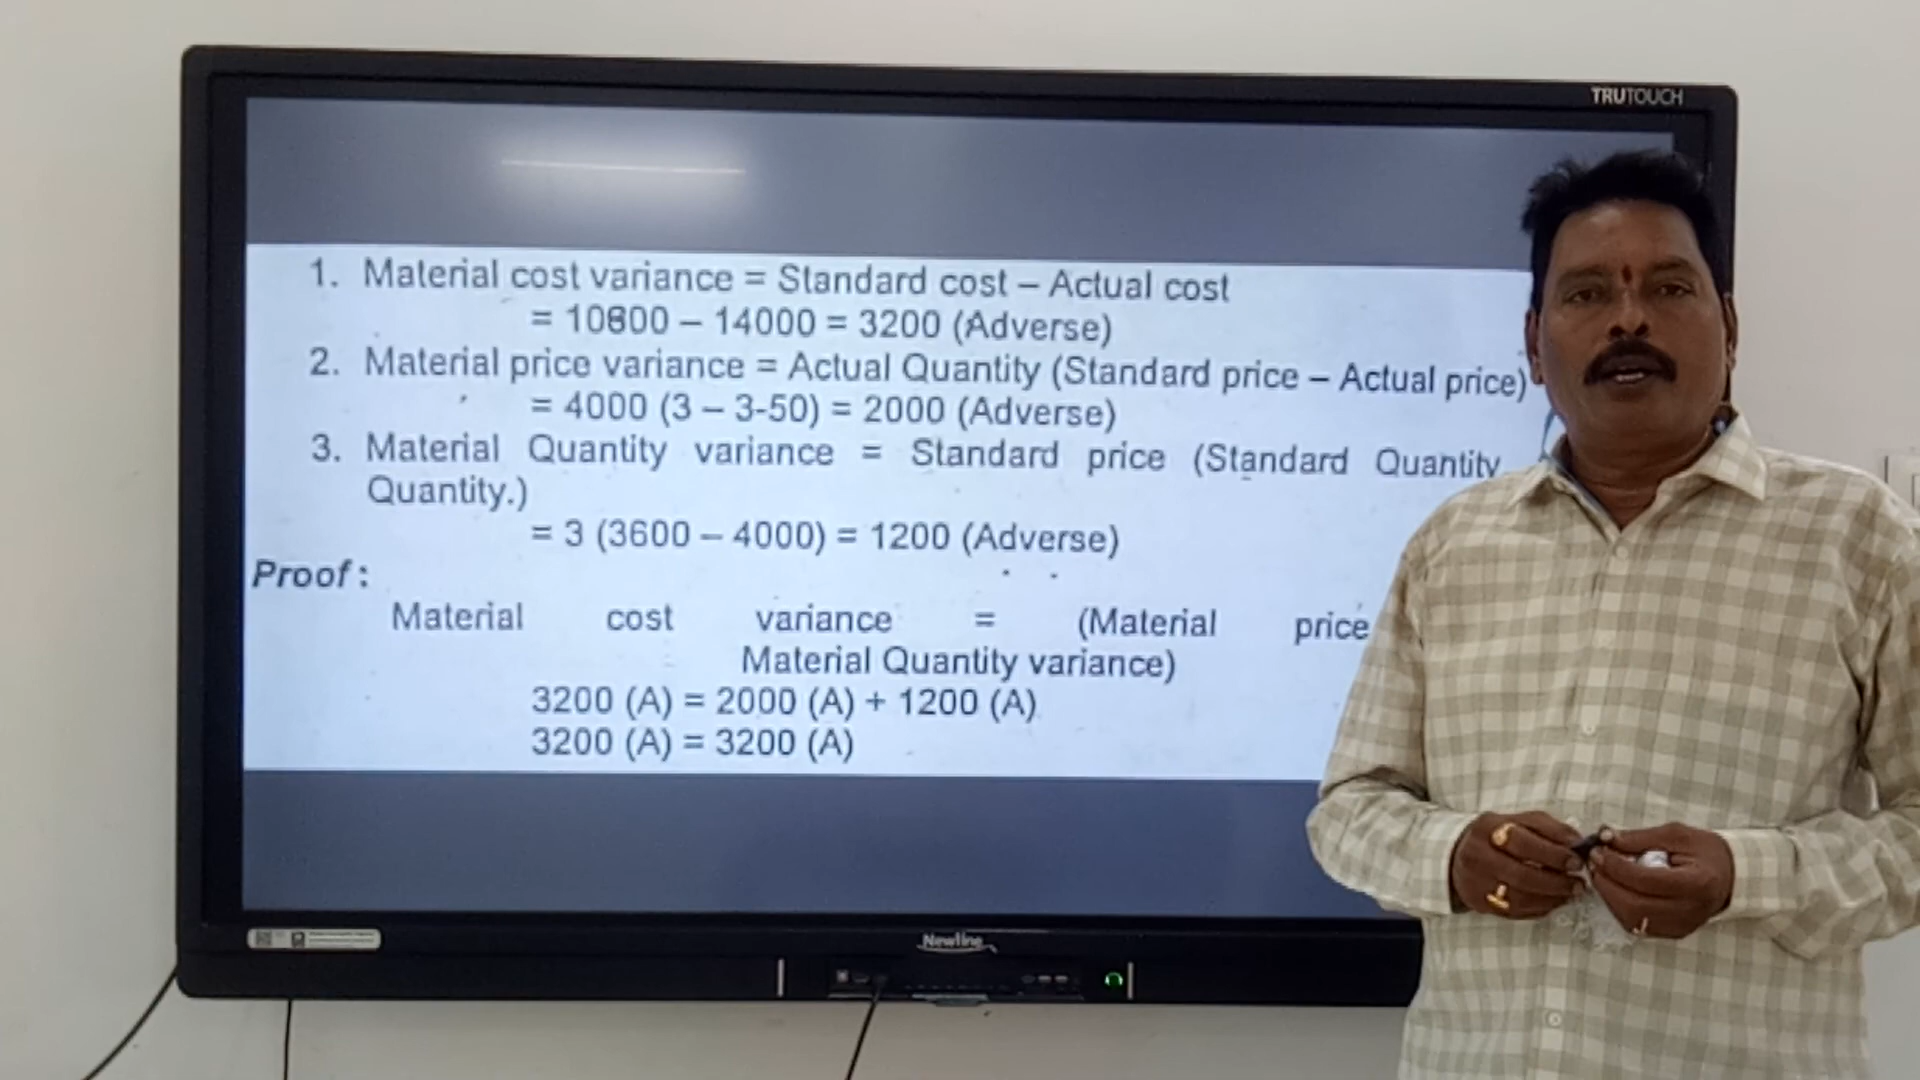 TRUTOUCH
1. Material cost variance = Standard cost – Actual cost
= 10800 – 14000 = 3200 (Adverse)
2. Material price variance = Actual Quantity (Standard price – Actual price)
= 4000 (3 – 3-50) = 2000 (Adverse)
3. Material Quantity variance = Standard price (Standard Quantity
Quantity.)
= 3 (3600 – 4000) = 1200 (Adverse)
Proof :
Material cost variance = (Material price
Material Quantity variance)
3200 (A) = 2000 (A) + 1200 (A)
3200 (A) = 3200 (A)
Newline